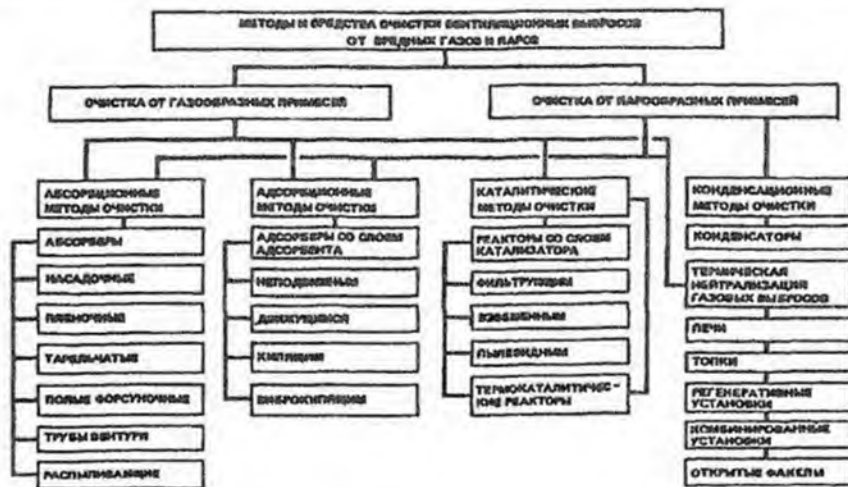 МЕТОДЫ И СРЕДСТВА ОЧИСТКИ ВЕНТИЛЯЦИОННЫХ ВЫБРОСОВ
ОТ ВРЕДНЫХ ГАЗОВ И ПАРОВ
ОЧИСТКА ОТ ГАЗООБРАЗНЫХ ПРИМЕСЕЙ
ОЧИСТКА ОТ ПАРООБРАЗНЫХ ПРИМЕСЕЙ
АБСОРБЦИОННЫЕ
МЕТОДЫ ОЧИСТКИ
АБСОРБЕРЫ
НАСАДОЧНЫЕ
ПЛЕНОЧНЫЕ
ТАРЕЛЬЧАТЫЕ
ПОЛЫЕ ФОРСУНОЧНЫЕ
ТРУБЫ ВЕНТУРИ
РАСПЫЛИВАЮЩИЕ
АДСОРБЦИОННЫЕ
МЕТОДЫ ОЧИСТКИ
АДСОРБЕРЫ СО СЛОЕМ
АДСОРБЕНТА
НЕПОДВИЖНЫМ
ДВИЖУЩИМСЯ
КИПЯЩИМ
ВИБРОКИПЯЩИМ
КАТАЛИТИЧЕСКИЕ
МЕТОДЫ ОЧИСТКИ
РЕАКТОРЫ СО СЛОЕМ
КАТАЛИЗАТОРА
ФИЛЬТРУЮЩИМ
ВЗВЕШЕННЫМ
ПЫЛЕВИДНЫМ
ТЕРМОКАТАЛИТИЧЕС-
КИЕ РЕАКТОРЫ
КОНДЕНСАЦИОННЫЕ
МЕТОДЫ ОЧИСТКИ
КОНДЕНСАТОРЫ
ТЕРМИЧЕСКАЯ
НЕЙТРАЛИЗАЦИЯ
ГАЗОВЫХ ВЫБРОСОВ
ПЕЧИ
ТОПКИ
РЕГЕНЕРАТИВНЫЕ
УСТАНОВКИ
КОМБИНИРОВАННЫЕ
УСТАНОВКИ
ОТКРЫТЫЕ ФАКЕЛЫ